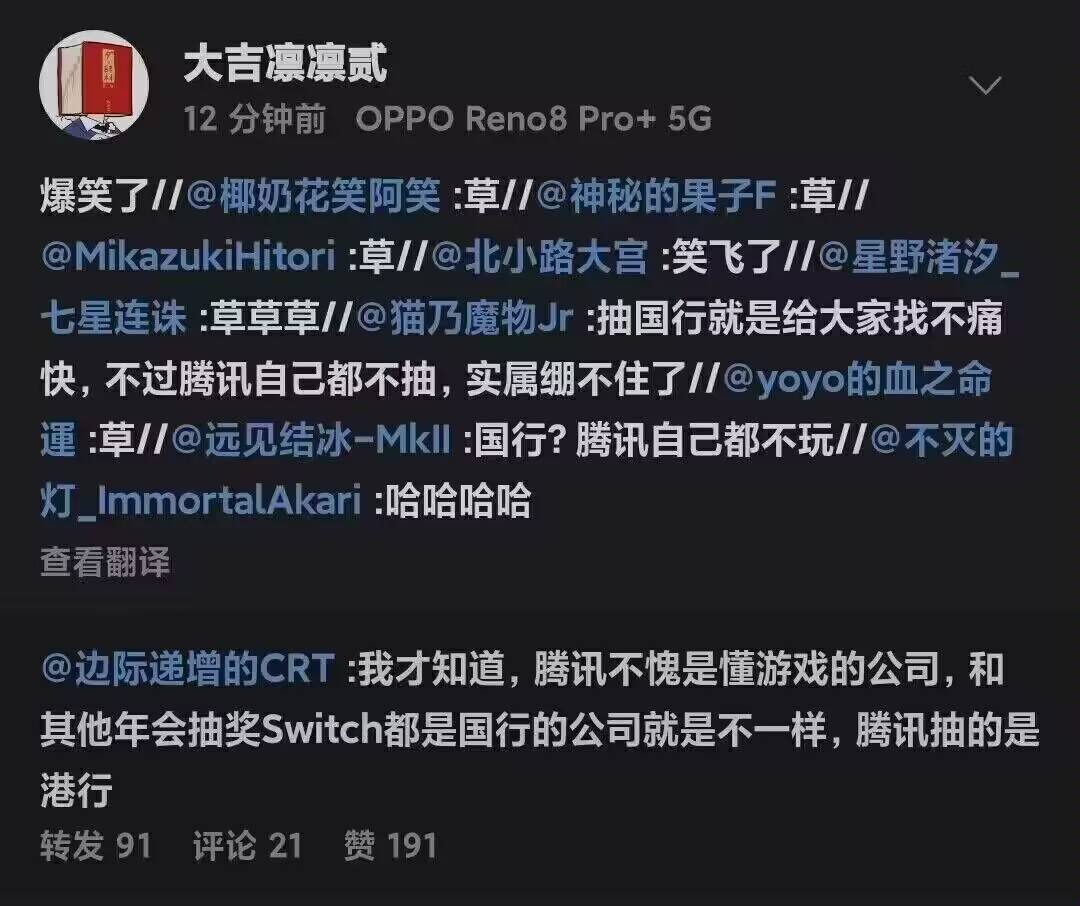 大吉凛凛贰
12 分钟前 OPPO Reno8 Pro+ 5G
爆笑了//@椰奶花笑阿笑 :草//@神秘的果子F :草//
@MikazukiHitori :草//@北小路大宫 :笑飞了//@星野渚汐_
七星连诛 :草草草//@猫乃魔物Jr :抽国行就是给大家找不痛
快，不过腾讯自己都不抽，实属绷不住了//@yoyo的血之命
運 :草//@远见结冰-MkII :国行？腾讯自己都不玩//@不灭的
灯_ImmortalAkari :哈哈哈哈
查看翻译
@边际递增的CRT :我才知道，腾讯不愧是懂游戏的公司，和
其他年会抽奖Switch都是国行的公司就是不一样，腾讯抽的是
港行
转发 91 评论 21 赞 191